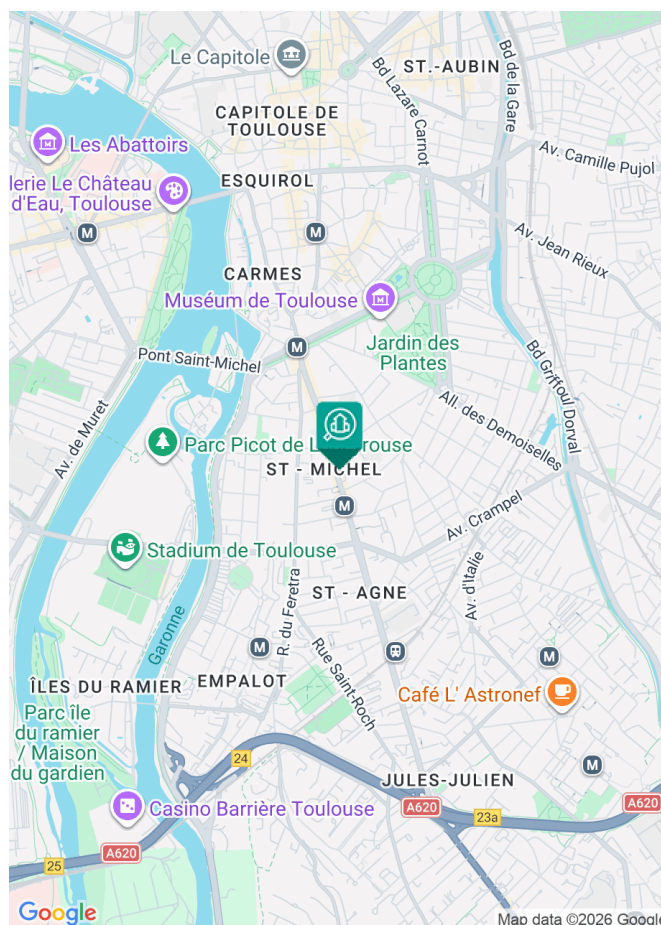 Le Capitole
ST.-AUBIN
Bd de la Gare
Bd Lazare Carnot
CAPITOLE DE
TOULOUSE
Les Abattoirs
Av. Camille Pujol
lerie Le Château
d'Eau, Toulouse
ESQUIROL
M
M
Av. Jean Rieux
CARMES
Muséum de Toulouse
M
Pont Saint-Michel
Jardin des
Plantes
Bd Griffoul Dorval
All. des Demoiselles
Av. de Muret
Parc Picot de L
rouse
ST - MICHEL
M
Av. Crampel
Stadium de Toulouse
Av. d'Italie
ST - AGNE
R. du Feretra
Garonne
Rue Saint-Roch
M
M
ÎLES DU RAMIER
EMPALOT
Café L' Astronef
Parc île
du ramier
/ Maison
du gardien
24
M
JULES-JULIEN
Casino Barrière Toulouse
A620
A620
23a
A620
25
Google
Map data ©2026 Google